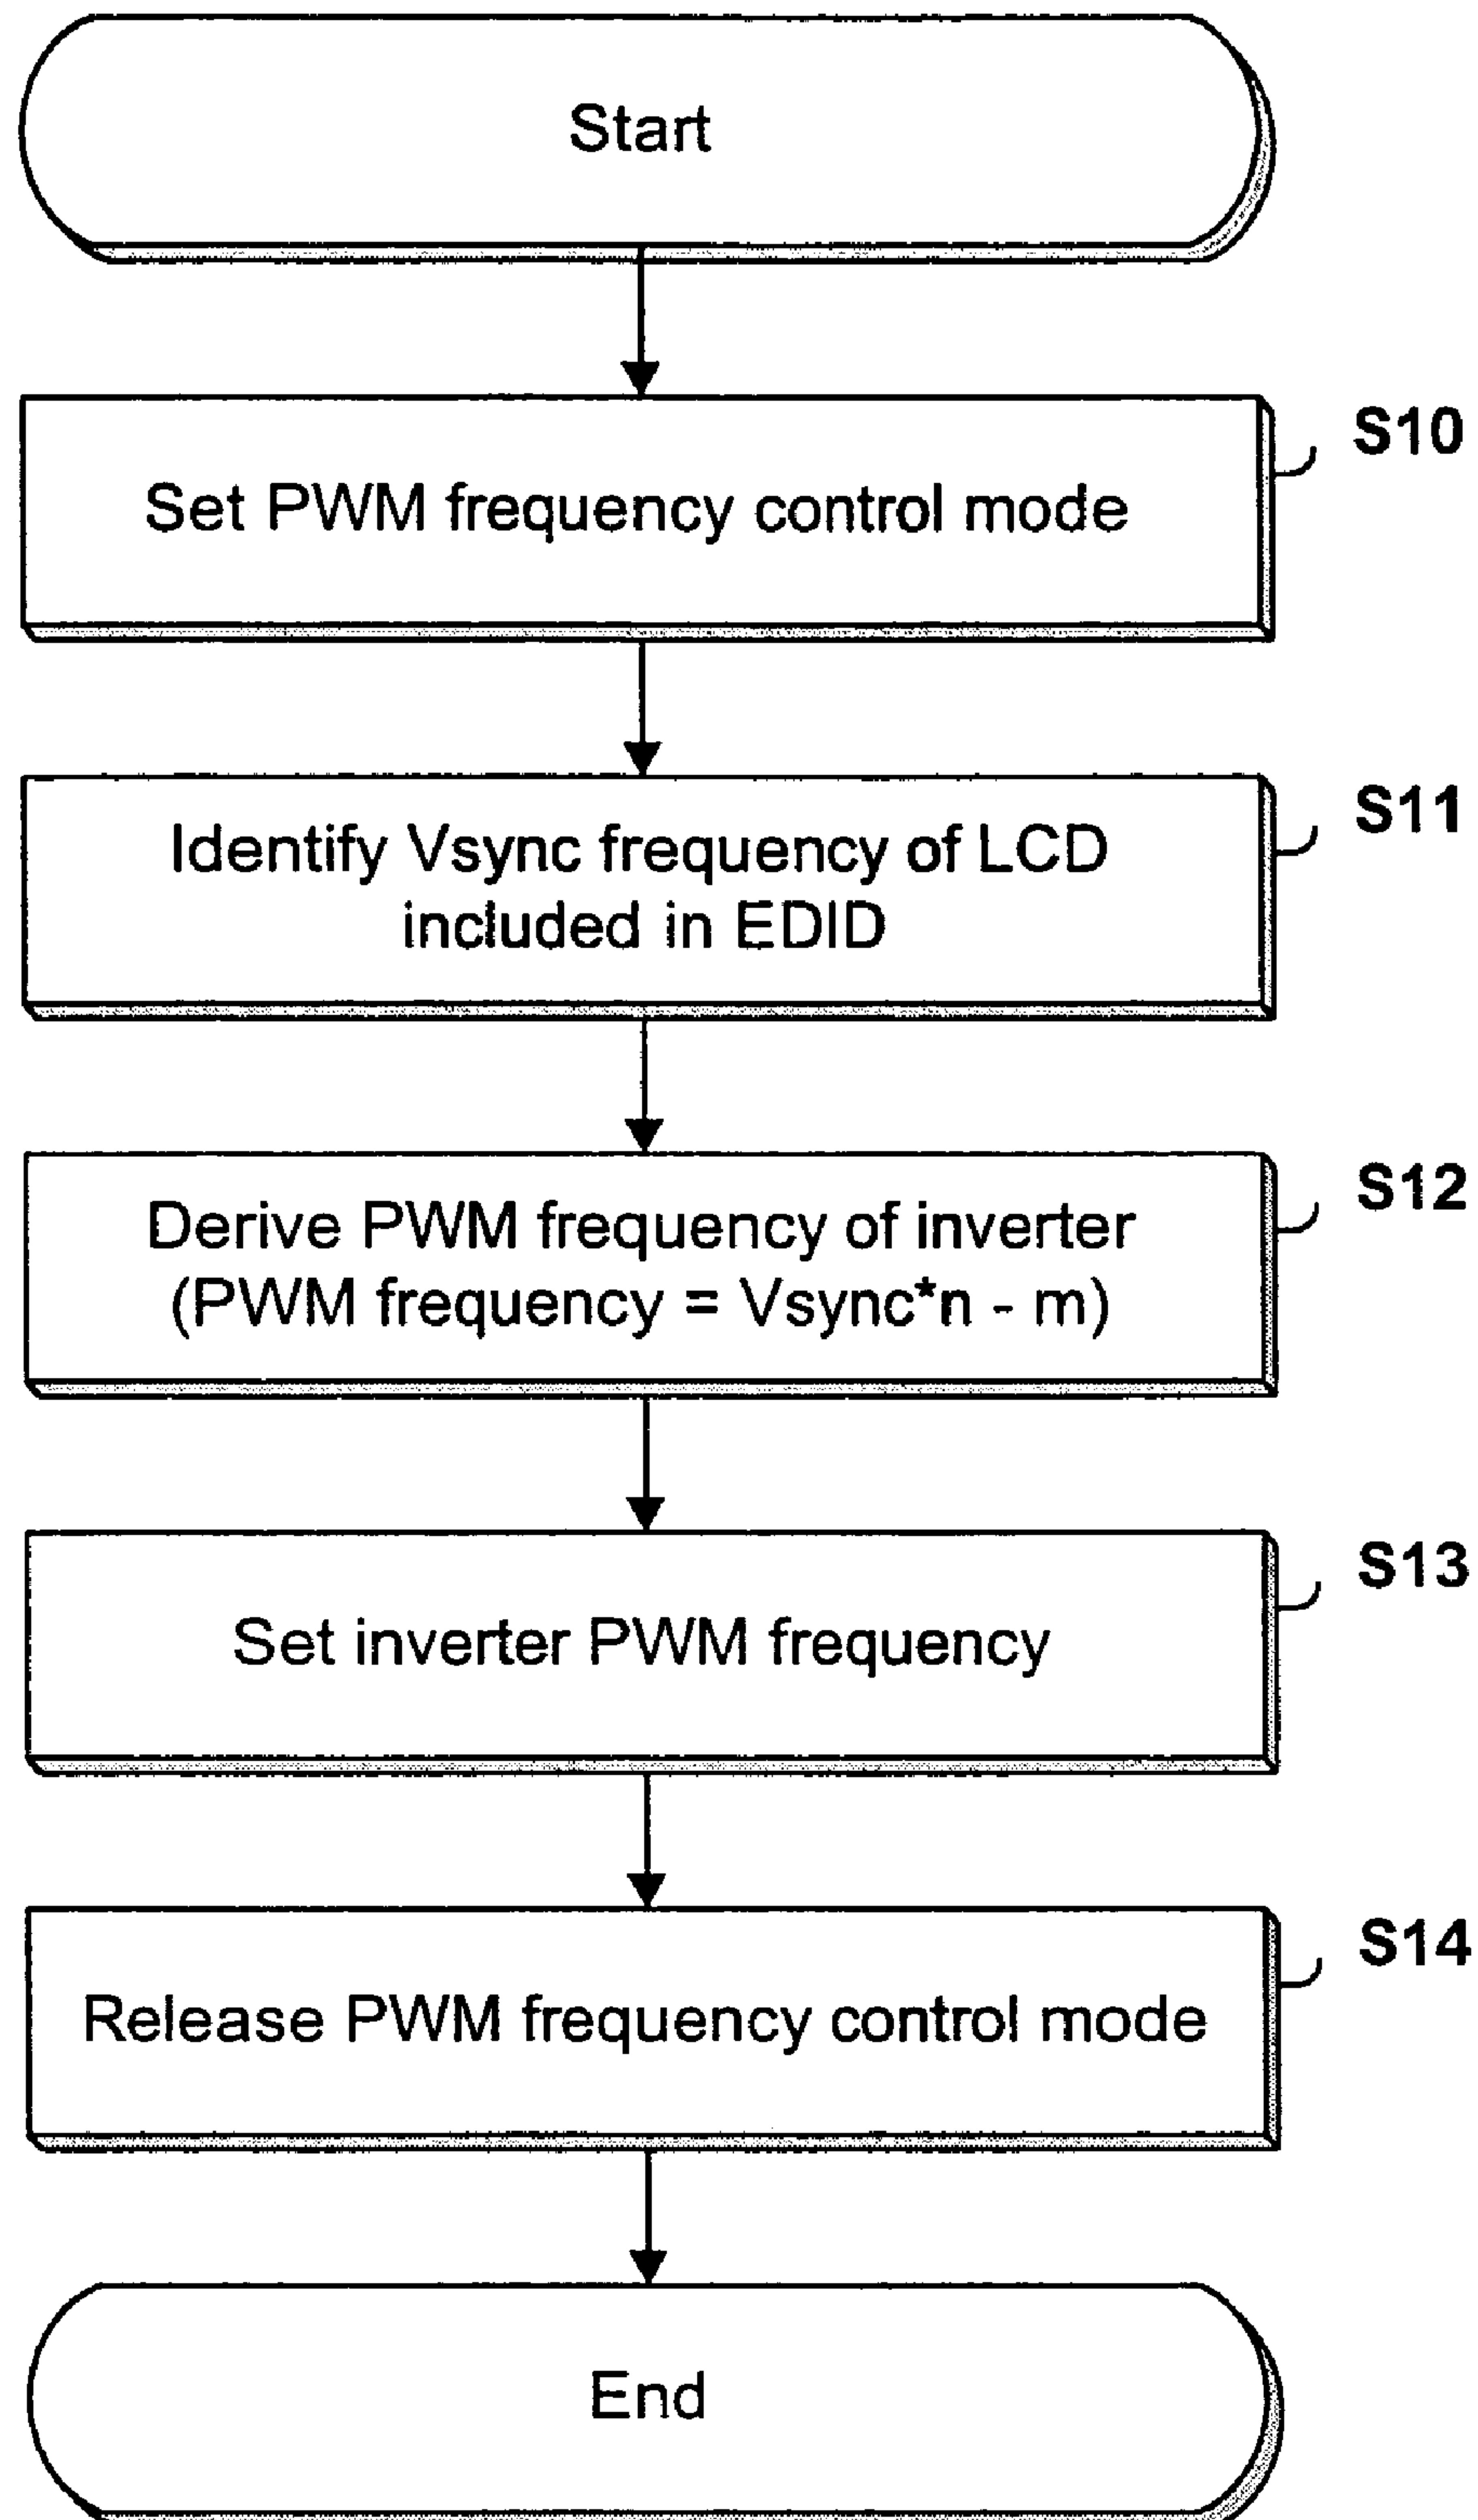 Start
S10
Set PWM frequency control mode
S11
Identify Vsync frequency of LCD
included in EDID
S12
Derive PWM frequency of inverter
(PWM frequency = Vsync*n - m)
S13
Set inverter PWM frequency
S14
Release PWM frequency control mode
End